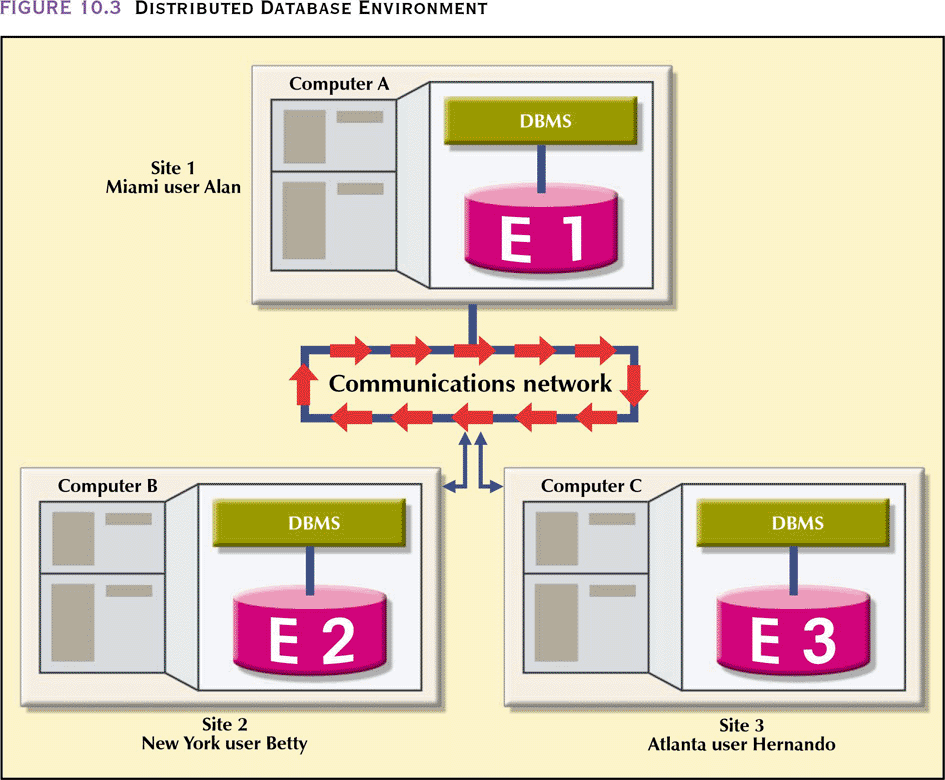 FIGURE 10.3 DISTRIBUTED DATABASE ENVIRONMENT
Computer A
DBMS
E 1
Site 1
Miami user Alan
Communications network
Computer B
DBMS
E 2
Site 2
New York user Betty
Computer C
DBMS
E 3
Site 3
Atlanta user Hernando